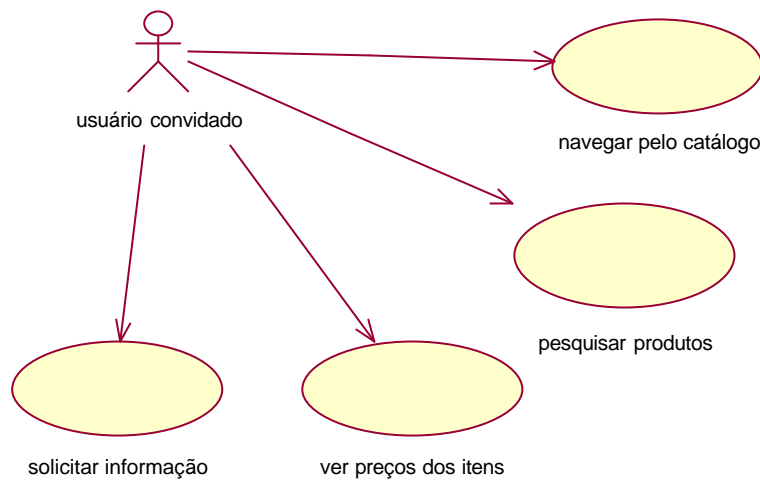 usuário convidado
navegar pelo catálogo
pesquisar produtos
solicitar informação
ver preços dos itens